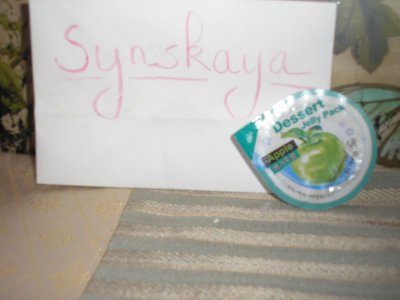 Synskaya
Dessert
Jelly Pack
Apple